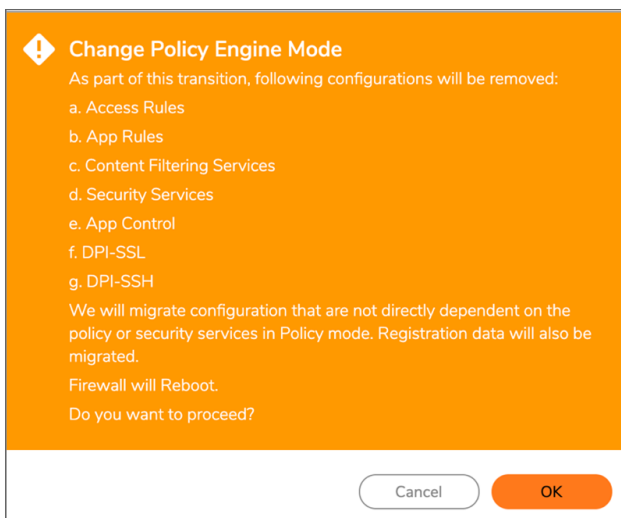 Change Policy Engine Mode
As part of this transition, following configurations will be removed:
a. Access Rules
b. App Rules
c. Content Filtering Services
d. Security Services
e. App Control
f. DPI-SSL
g. DPI-SSH
We will migrate configuration that are not directly dependent on the
policy or security services in Policy mode. Registration data will also be
migrated.
Firewall will Reboot.
Do you want to proceed?
Cancel
OK